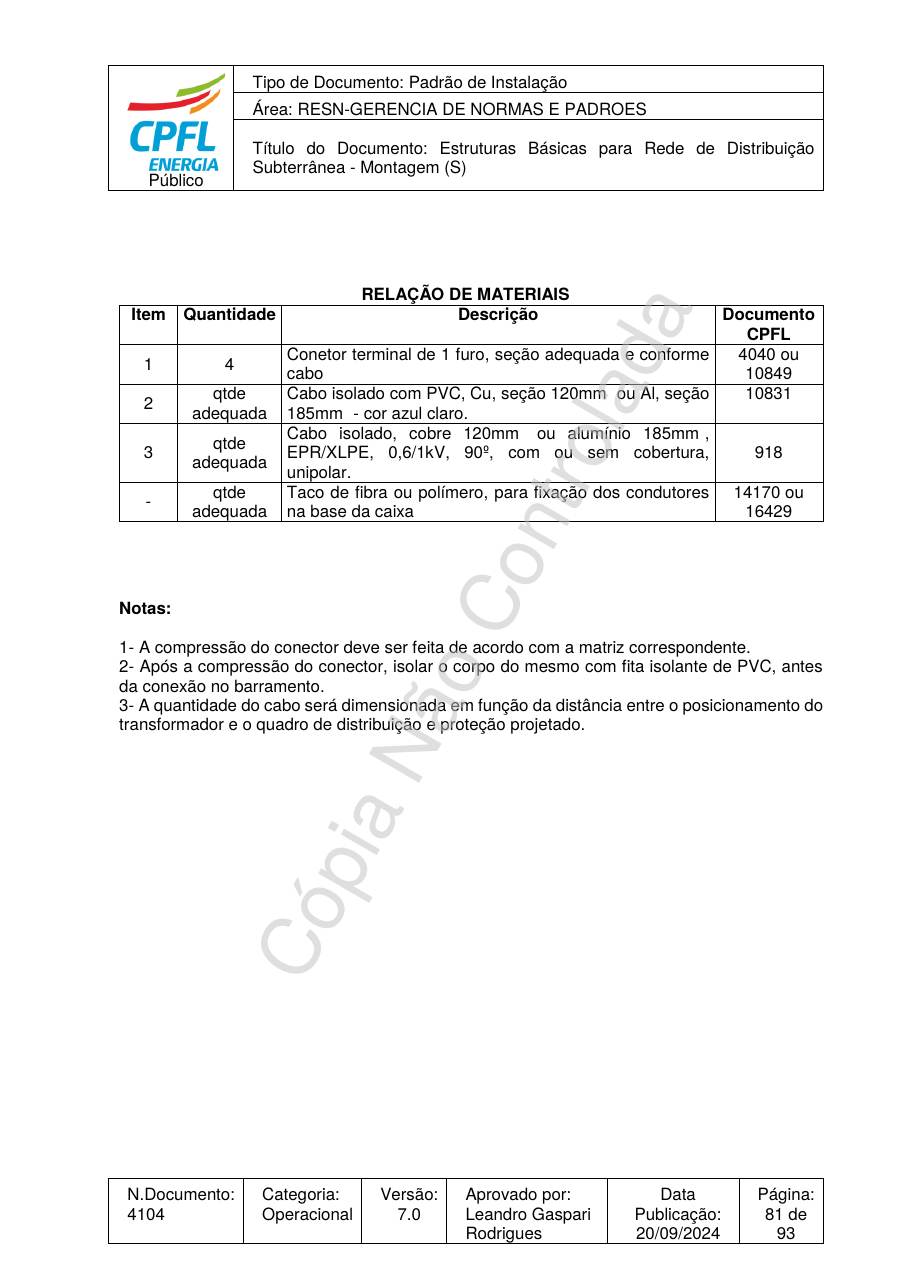 CPFL
ENERGIA
Público
Tipo de Documento: Padrão de Instalação
Área: RESN-GERENCIA DE NORMAS E PADROES
Título do Documento: Estruturas Básicas para Rede de Distribuição
Subterrânea - Montagem (S)
RELAÇÃO DE MATERIAIS
Item Quantidade Descrição Documento
CPFL
1 4 Conetor terminal de 1 furo, seção adequada e conforme
cabo
4040 ou
10849
2 qtde
adequada
Cabo isolado com PVC, Cu, seção 120mm  ou Al, seção
185mm  - cor azul claro.
10831
3 qtde
adequada
Cabo isolado, cobre 120mm  ou alumínio 185mm ,
EPR/XLPE, 0,6/1kV, 90º, com ou sem cobertura,
unipolar.
918
- qtde
adequada
Taco de fibra ou polímero, para fixação dos condutores
na base da caixa
14170 ou
16429
Notas:
1- A compressão do conector deve ser feita de acordo com a matriz correspondente.
2- Após a compressão do conector, isolar o corpo do mesmo com fita isolante de PVC, antes
da conexão no barramento.
3- A quantidade do cabo será dimensionada em função da distância entre o posicionamento do
transformador e o quadro de distribuição e proteção projetado.
Cópia Não Controlada
N.Documento:
4104
Categoria:
Operacional
Versão:
7.0
Aprovado por:
Leandro Gaspari
Rodrigues
Data
Publicação:
20/09/2024
Página:
81 de
93